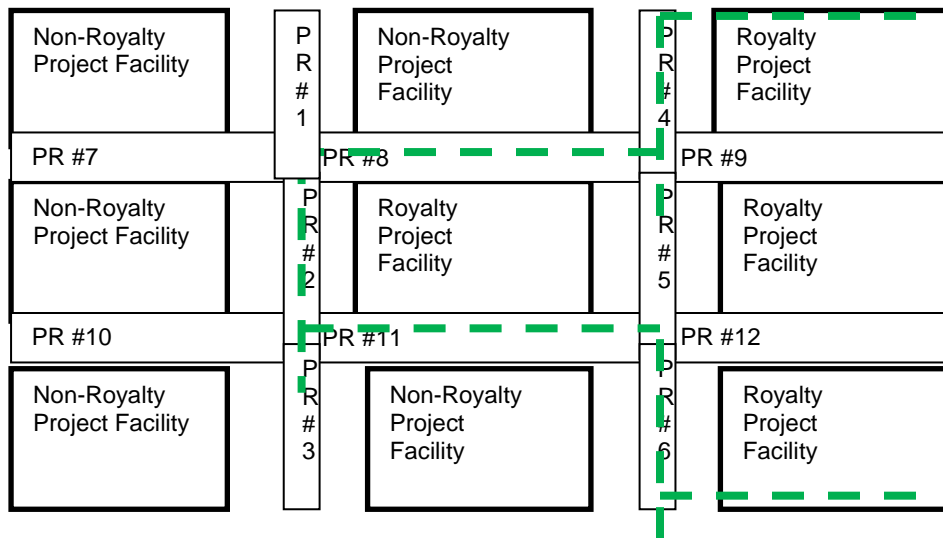 Non-Royalty
Project Facility
P
R
#
1
Non-Royalty
Project
Facility
P
R
#
4
Royalty
Project
Facility
PR #7
PR #8
PR #9
Non-Royalty
Project Facility
P
R
#
2
Royalty
Project
Facility
P
R
#
5
Royalty
Project
Facility
PR #10
PR #11
PR #12
Non-Royalty
Project Facility
P
R
#
3
Non-Royalty
Project
Facility
P
R
#
6
Royalty
Project
Facility